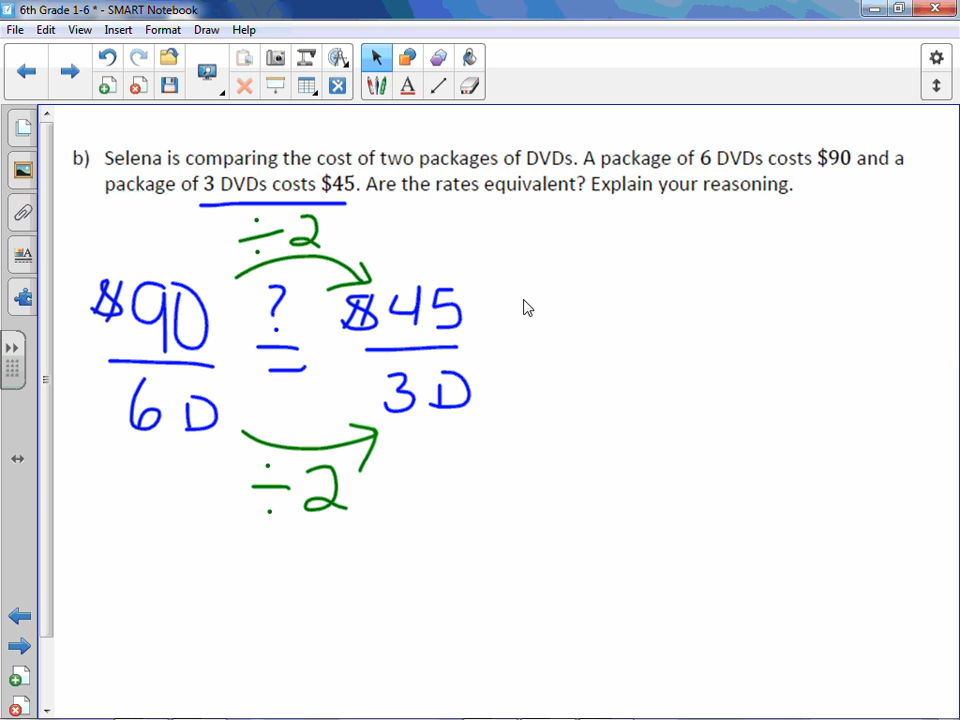 6th Grade 1-6 * - SMART Notebook
File Edit View Insert Format Draw Help
b) Selena is comparing the cost of two packages of DVDs. A package of 6 DVDs costs $90 and a
package of 3 DVDs costs $45. Are the rates equivalent? Explain your reasoning.
÷ 2
$90 ? $45
=
6 D 3 D
÷ 2